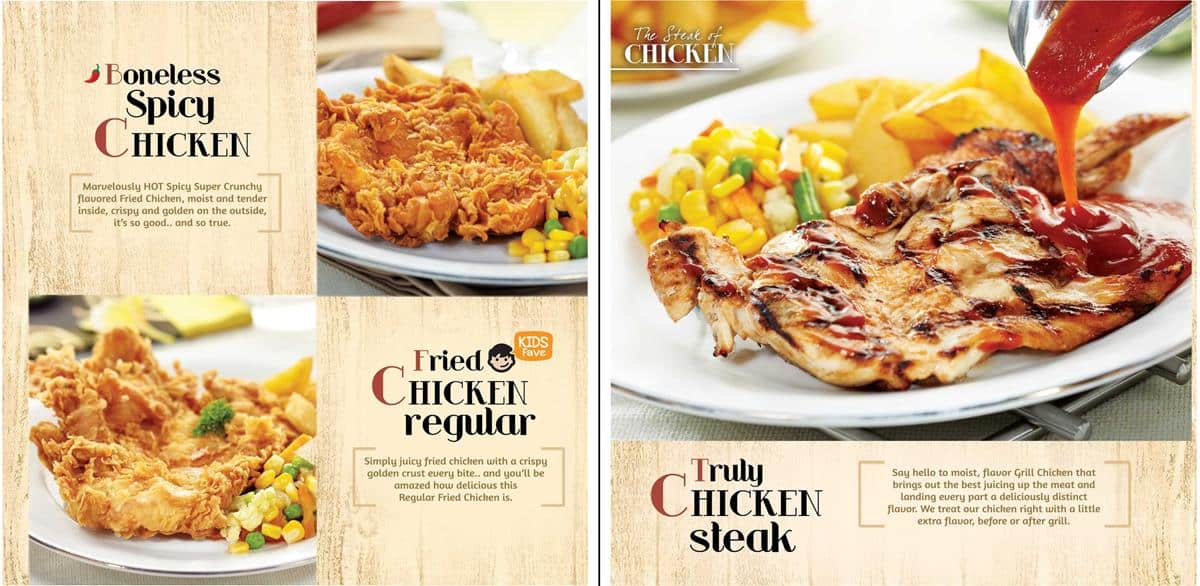 Boneless
Spicy
CHICKEN
Marvelously HOT Spicy Super Crunchy
flavored Fried Chicken, moist and tender
inside, crispy and golden on the outside,
it's so good.. and so true.
Fried
KIDS
Fave
CHICKEN
regular
Simply juicy fried chicken with a crispy
golden crust every bite.. and you'll be
amazed how delicious this
Regular Fried Chicken is.
The Steak of
CHICKEN
Truly
CHICKEN
steak
Say hello to moist, flavor Grill Chicken that
brings out the best juicing up the meat and
landing every part a deliciously distinct
flavor. We treat our chicken right with a little
extra flavor, before or after grill.